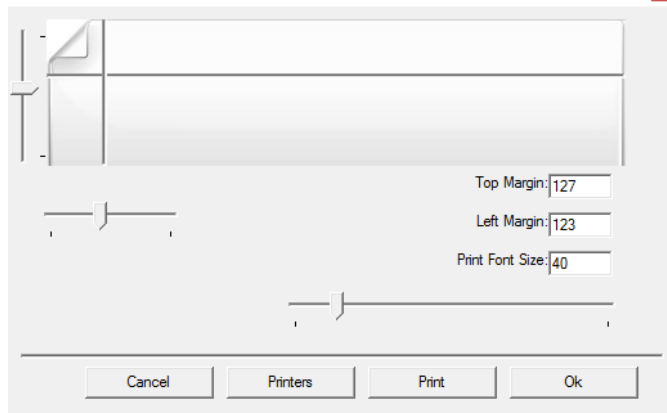 Top Margin: 127
Left Margin: 123
Print Font Size: 40
Cancel Printers Print Ok